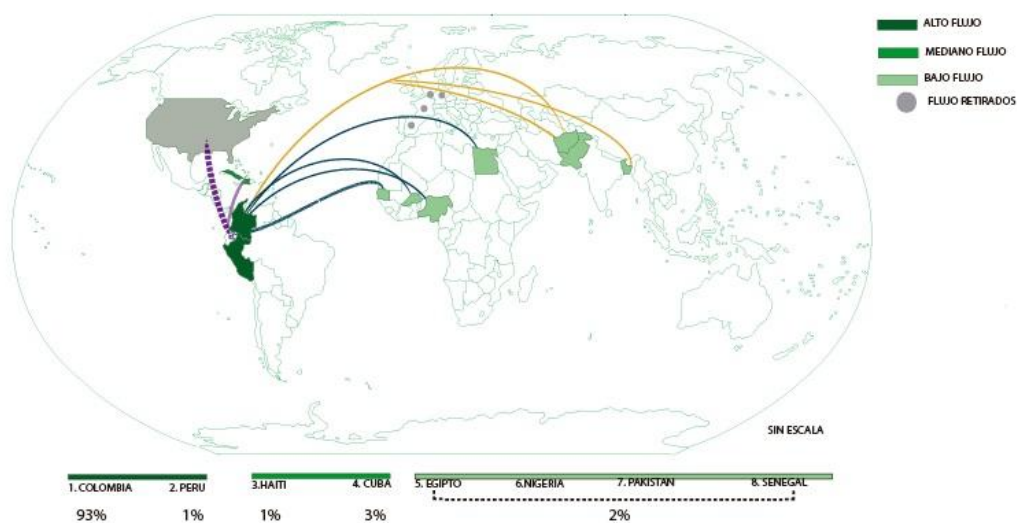 ALTO FLUJO
MEDIANO FLUJO
BAJO FLUJO
FLUJO RETIRADOS
SIN ESCALA
1. COLOMBIA 2. PERU 3.HAITI 4. CUBA 5. EGIPTO 6.NIGERIA 7. PAKISTAN 8. SENEGAL
93% 1% 1% 3% 2%